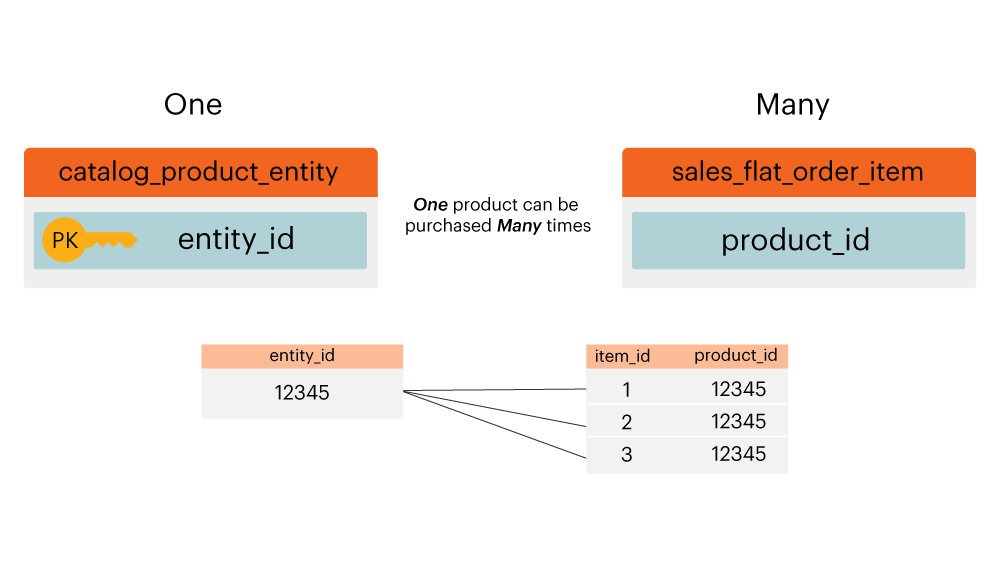 One
Many
catalog_product_entity
sales_flat_order_item
One product can be
purchased Many times
PK entity_id
product_id
entity_id
12345
item_id product_id
1 12345
2 12345
3 12345